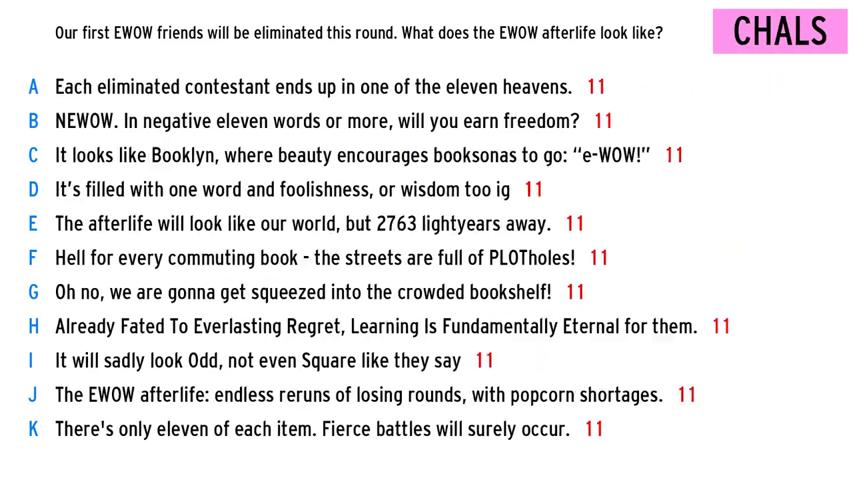 Our first EWOW friends will be eliminated this round. What does the EWOW afterlife look like?
CHALS
A Each eliminated contestant ends up in one of the eleven heavens. 11
B NEWOW. In negative eleven words or more, will you earn freedom? 11
C It looks like Booklyn, where beauty encourages booksonas to go: “e-WOW!” 11
D It’s filled with one word and foolishness, or wisdom too ig 11
E The afterlife will look like our world, but 2763 lightyears away. 11
F Hell for every commuting book - the streets are full of PLOTholes! 11
G Oh no, we are gonna get squeezed into the crowded bookshelf! 11
H Already Fated To Everlasting Regret, Learning Is Fundamentally Eternal for them. 11
I It will sadly look Odd, not even Square like they say 11
J The EWOW afterlife: endless reruns of losing rounds, with popcorn shortages. 11
K There's only eleven of each item. Fierce battles will surely occur. 11